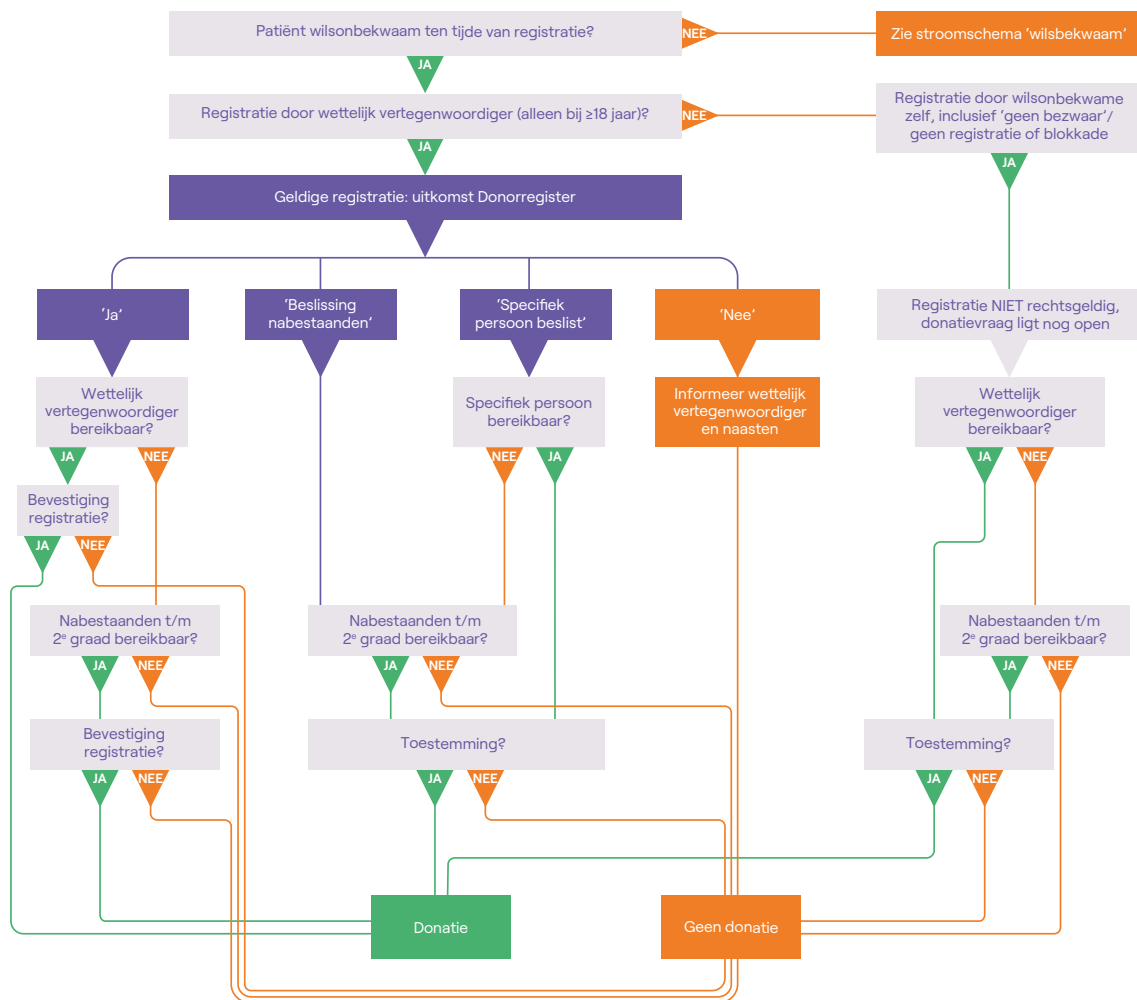 Patiënt wilsonbekwaam ten tijde van registratie?
NEE
Zie stroomschema ‘wilsbekwaam’
JA
Registratie door wettelijk vertegenwoordiger (alleen bij ≥18 jaar)?
NEE
Registratie door wilsonbekwame
zelf, inclusief ‘geen bezwaar’/
geen registratie of blokkade
JA
JA
Geldige registratie: uitkomst Donorregister
‘Ja’
‘Beslissing
nabestaanden’
‘Specifiek
persoon beslist’
‘Nee’
Registratie NIET rechtsgeldig,
donatievraag ligt nog open
Wettelijk
vertegenwoordiger
bereikbaar?
Specifiek persoon
bereikbaar?
Informeer wettelijk
vertegenwoordiger
en naasten
Wettelijk
vertegenwoordiger
bereikbaar?
JA
NEE
NEE
JA
JA
NEE
Bevestiging
registratie?
JA
NEE
Nabestaanden t/m
2e graad bereikbaar?
Nabestaanden t/m
2e graad bereikbaar?
Nabestaanden t/m
2e graad bereikbaar?
JA
NEE
JA
NEE
JA
NEE
Bevestiging
registratie?
Toestemming?
Toestemming?
JA
NEE
JA
NEE
JA
NEE
Donatie
Geen donatie